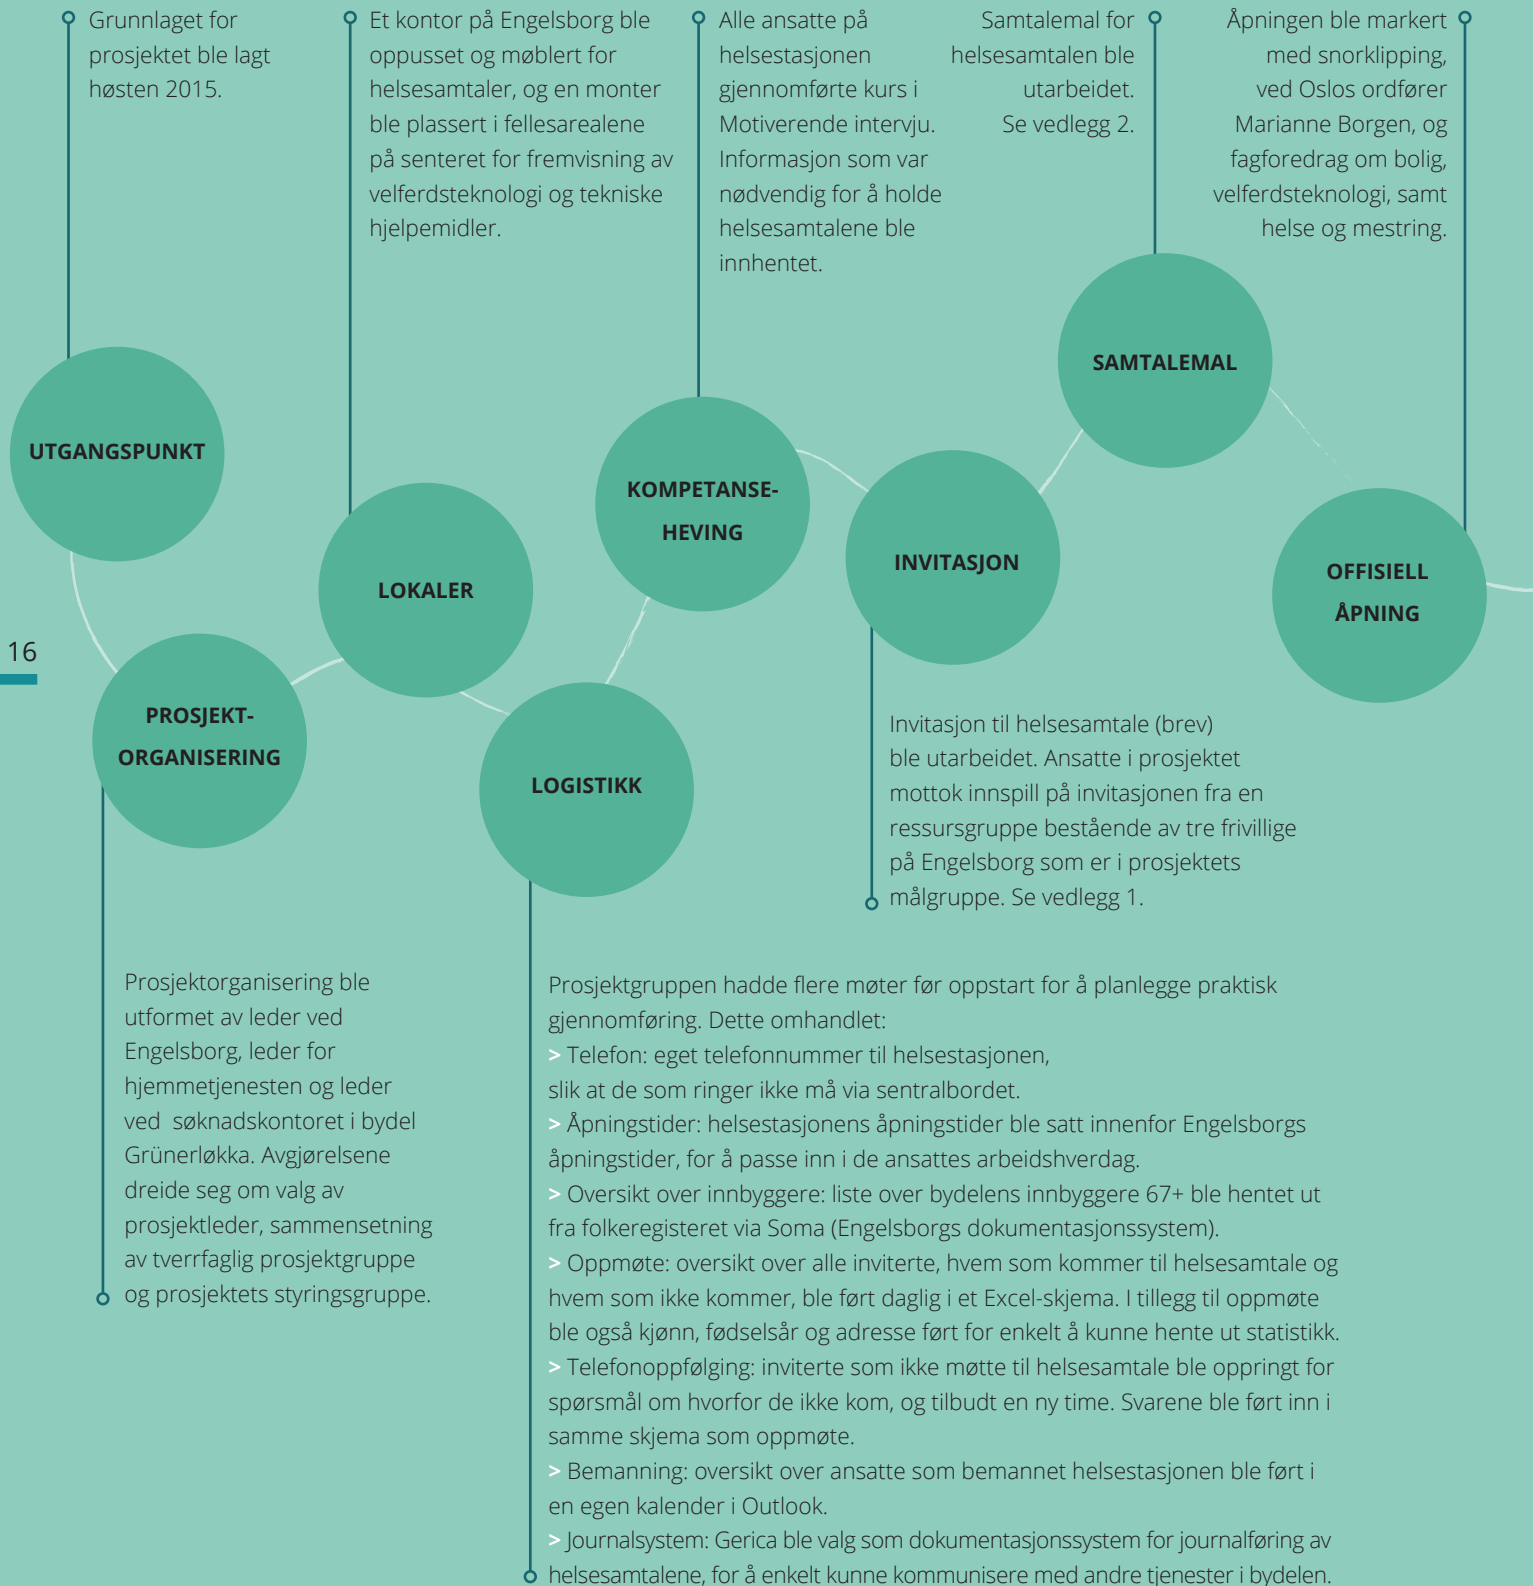 Grunnlaget for
prosjektet ble lagt
høsten 2015.
Et kontor på Engelsborg ble
oppusset og møblert for
helsesamtaler, og en monter
ble plassert i fellesarealene
på senteret for fremvisning av
velferdsteknologi og tekniske
hjelpemidler.
Alle ansatte på
helsestasjonen
gjennomførte kurs i
Motiverende intervju.
Informasjon som var
nødvendig for å holde
helsesamtalene ble
innhentet.
Samtalemal for
helsesamtalen ble
utarbeidet.
Se vedlegg 2.
Åpningen ble markert
med snorklipping,
ved Oslos ordfører
Marianne Borgen, og
fagforedrag om bolig,
velferdsteknologi, samt
helse og mestring.
UTGANGSPUNKT
PROSJEKT-
ORGANISERING
LOKALER
LOGISTIKK
KOMPETANSE-
HEVING
INVITASJON
SAMTALEMAL
OFFISIELL
ÅPNING
16
Invitasjon til helsesamtale (brev)
ble utarbeidet. Ansatte i prosjektet
mottok innspill på invitasjonen fra en
ressursgruppe bestående av tre frivillige
på Engelsborg som er i prosjektets
målgruppe. Se vedlegg 1.
Prosjektorganisering ble
utformet av leder ved
Engelsborg, leder for
hjemmetjenesten og leder
ved  søknadskontoret i bydel
Grünerløkka. Avgjørelsene
dreide seg om valg av
prosjektleder, sammensetning
av tverrfaglig prosjektgruppe
og prosjektets styringsgruppe.
Prosjektgruppen hadde flere møter før oppstart for å planlegge praktisk
gjennomføring. Dette omhandlet:
> Telefon: eget telefonnummer til helsestasjonen,
slik at de som ringer ikke må via sentralbordet.
> Åpningstider: helsestasjonens åpningstider ble satt innenfor Engelsborgs
åpningstider, for å passe inn i de ansattes arbeidshverdag.
> Oversikt over innbyggere: liste over bydelens innbyggere 67+ ble hentet ut
fra folkeregisteret via Soma (Engelsborgs dokumentasjonssystem).
> Oppmøte: oversikt over alle inviterte, hvem som kommer til helsesamtale og
hvem som ikke kommer, ble ført daglig i et Excel-skjema. I tillegg til oppmøte
ble også kjønn, fødselsår og adresse ført for enkelt å kunne hente ut statistikk.
> Telefonoppfølging: inviterte som ikke møtte til helsesamtale ble oppringt for
spørsmål om hvorfor de ikke kom, og tilbudt en ny time. Svarene ble ført inn i
samme skjema som oppmøte.
> Bemanning: oversikt over ansatte som bemannet helsestasjonen ble ført i
en egen kalender i Outlook.
> Journalsystem: Gerica ble valg som dokumentasjonssystem for journalføring av
helsesamtalene, for å enkelt kunne kommunisere med andre tjenester i bydelen.